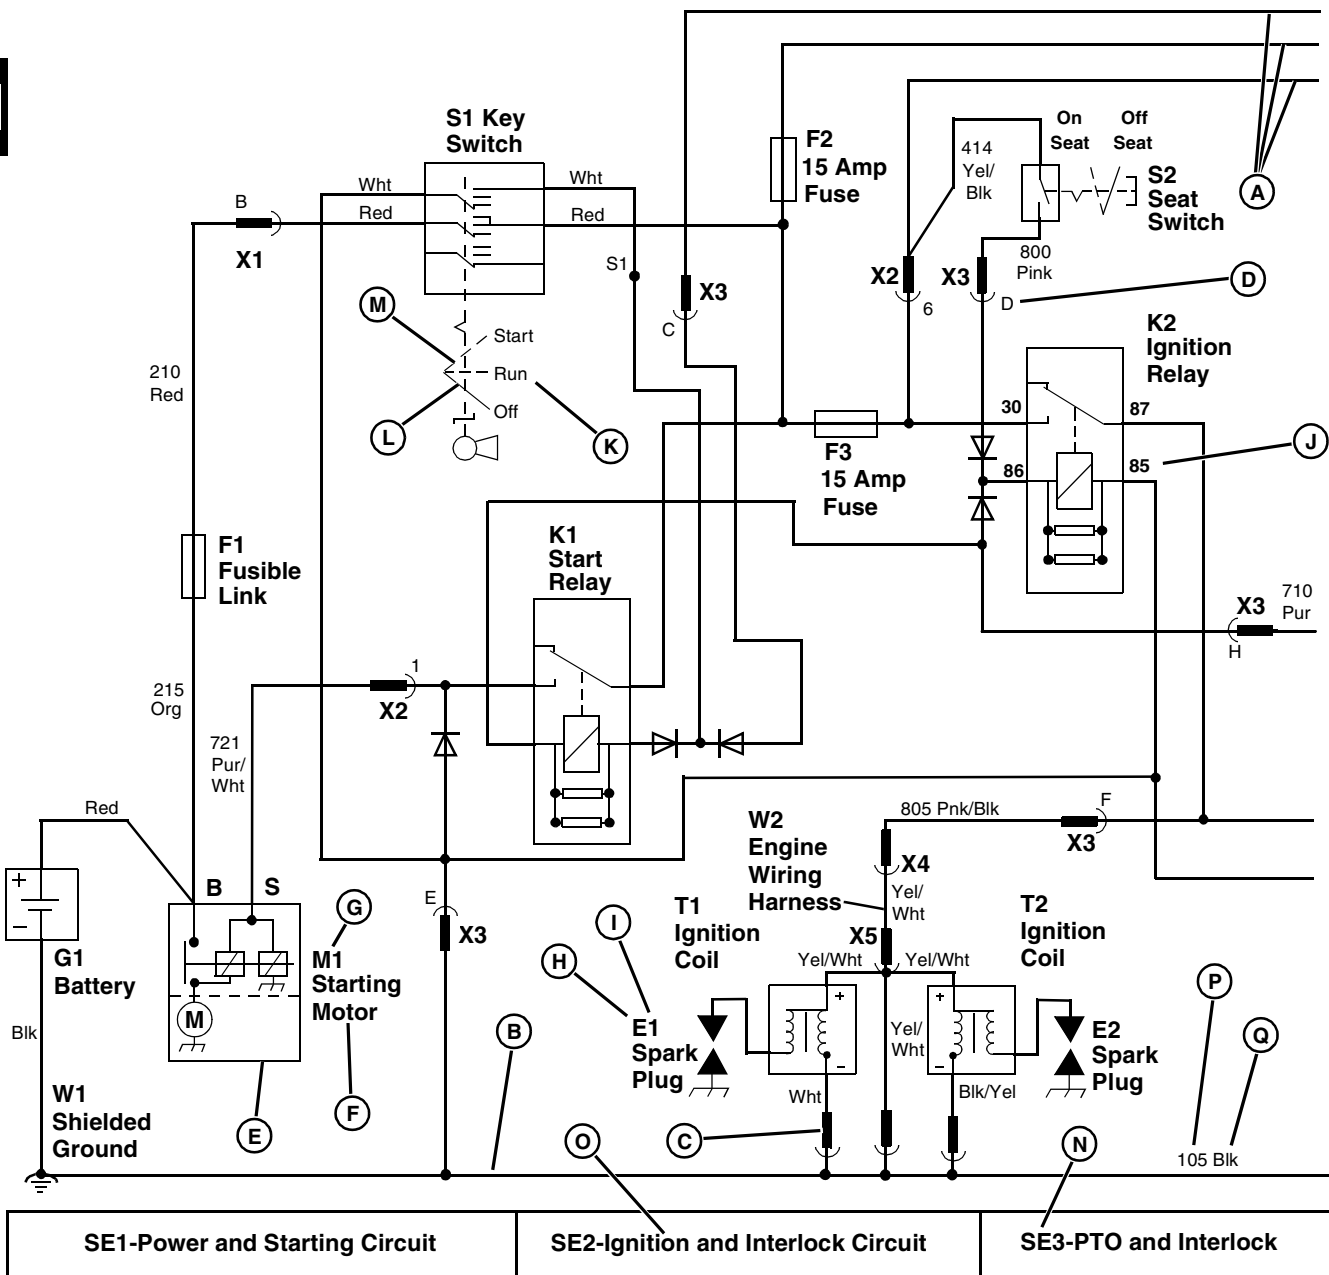 S1 Key
Switch
Wht
Wht
Red
Red
B
X1
S1
M
Start
Run
Off
L
K
F2
15 Amp
Fuse
On
Seat
Off
Seat
414
Yel/
Blk
S2
Seat
Switch
A
800
Pink
X3
C
X2
6
X3
D
D
K2
Ignition
Relay
30
87
86
85
J
F3
15 Amp
Fuse
210
Red
F1
Fusible
Link
K1
Start
Relay
X3
H
710
Pur
215
Org
1
X2
721
Pur/
Wht
Red
+
−
G1
Battery
Blk
W1
Shielded
Ground
B
S
M
G
M1
Starting
Motor
E
F
E
X3
805 Pnk/Blk
F
X3
W2
Engine
Wiring
Harness
X4
Yel/
Wht
X5
Yel/Wht
Yel/Wht
T1
Ignition
Coil
T2
Ignition
Coil
I
H
E1
Spark
Plug
+
−
+
−
Yel/
Wht
E2
Spark
Plug
Wht
Blk/Yel
B
O
C
N
P
Q
105 Blk
SE1-Power and Starting Circuit
SE2-Ignition and Interlock Circuit
SE3-PTO and Interlock